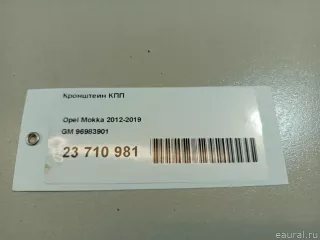 Кронштейн КПП
Opel Mokka 2012-2019
GM 96983901
23 710 981
eaural.ru